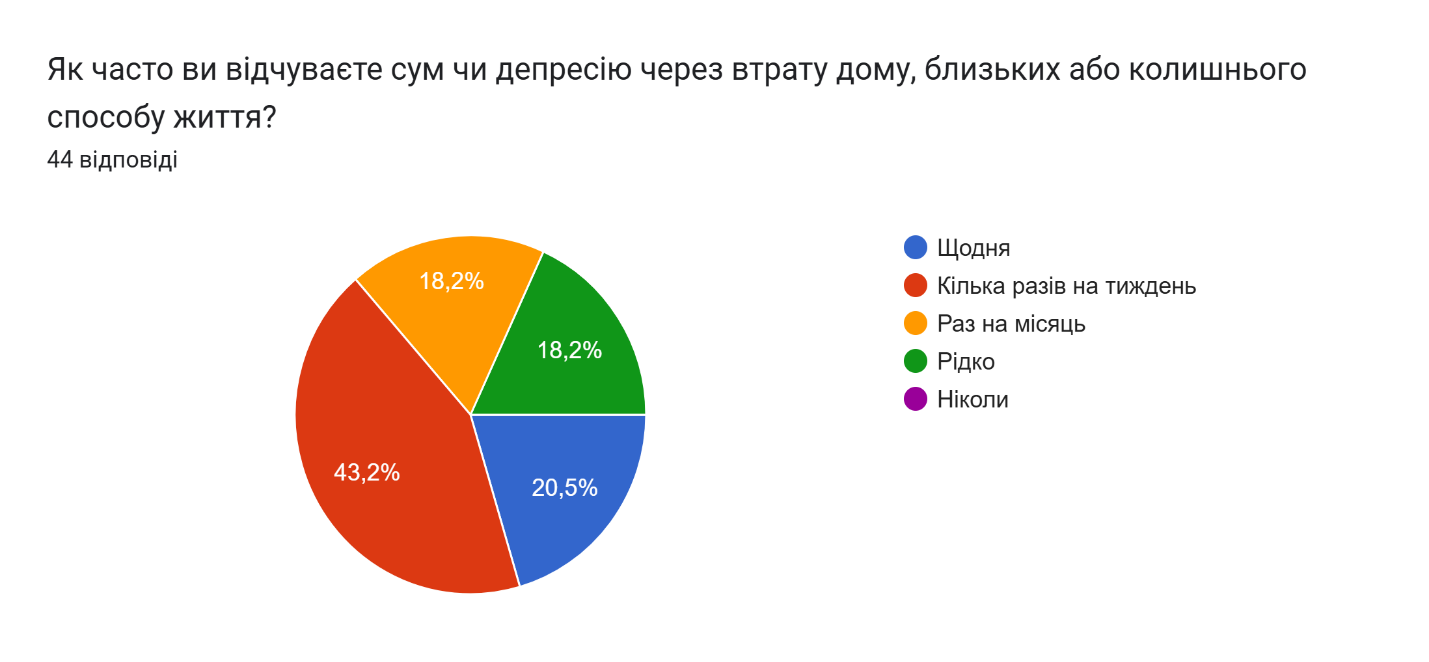 Як часто ви відчуваєте сум чи депресію через втрату дому, близьких або колишнього
способу життя?
44 відповіді
18,2%
18,2%
43,2%
20,5%
Щодня
Кілька разів на тиждень
Раз на місяць
Рідко
Ніколи